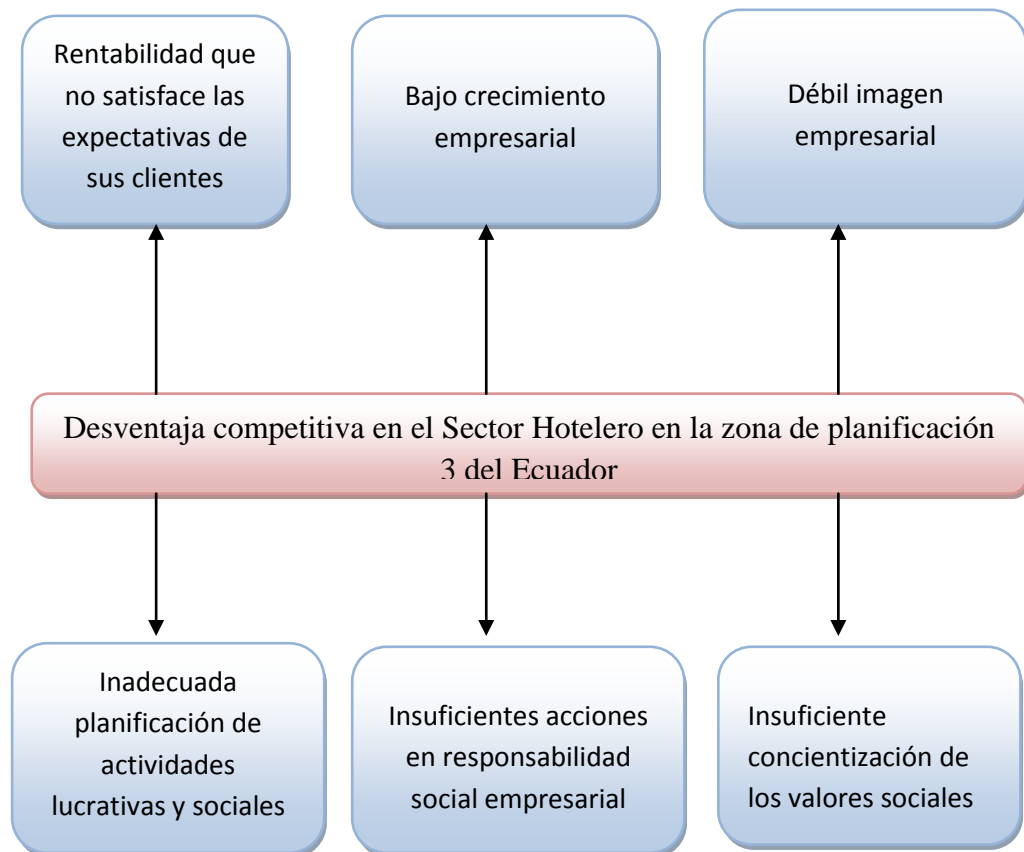 Rentabilidad que
no satisface las
expectativas de
sus clientes
Bajo crecimiento
empresarial
Débil imagen
empresarial
Desventaja competitiva en el Sector Hotelero en la zona de planificación
3 del Ecuador
Inadecuada
planificación de
actividades
lucrativas y sociales
Insuficientes acciones
en responsabilidad
social empresarial
Insuficiente
concientización de
los valores sociales